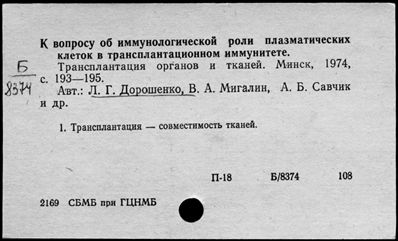 К вопросу об иммунологической роли плазматических
клеток в трансплантационном иммунитете.
Б
8374
Трансплантация органов и тканей. Минск, 1974,
с. 193—195.
Авт.: Л. Г. Дорошенко, В. А. Мигалин, А. Б. Савчик
и др.
1. Трансплантация — совместимость тканей.
П-18 Б/8374 108
2169 СБМБ при ГЦНМБ